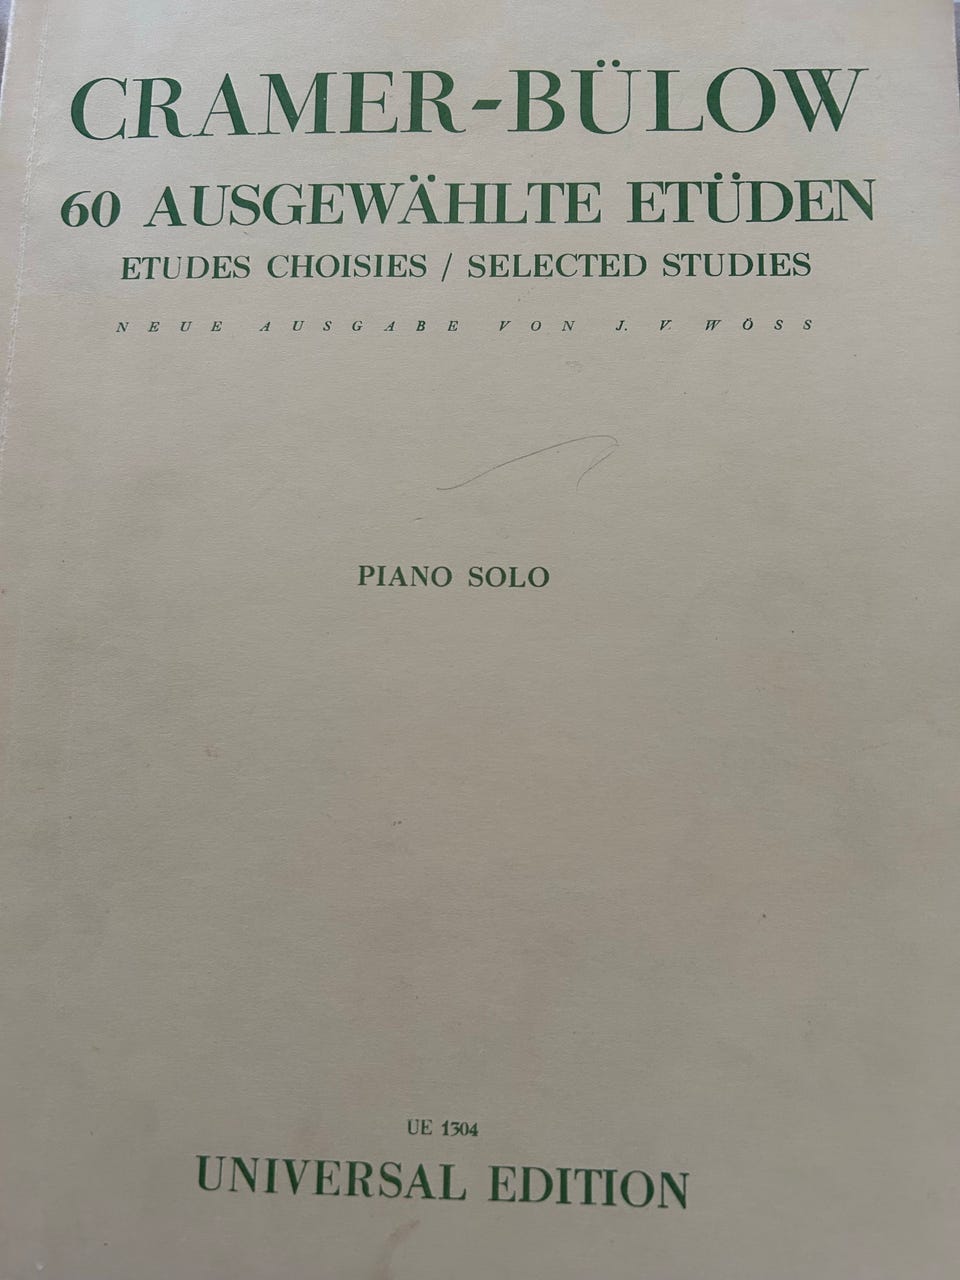 CRAMER-BÜLOW
60 AUSGEWÄHLTE ETÜDEN
ETUDES CHOISIES / SELECTED STUDIES
NEUE AUSGABE VON J. V. WÖSS
PIANO SOLO
UE 1304
UNIVERSAL EDITION